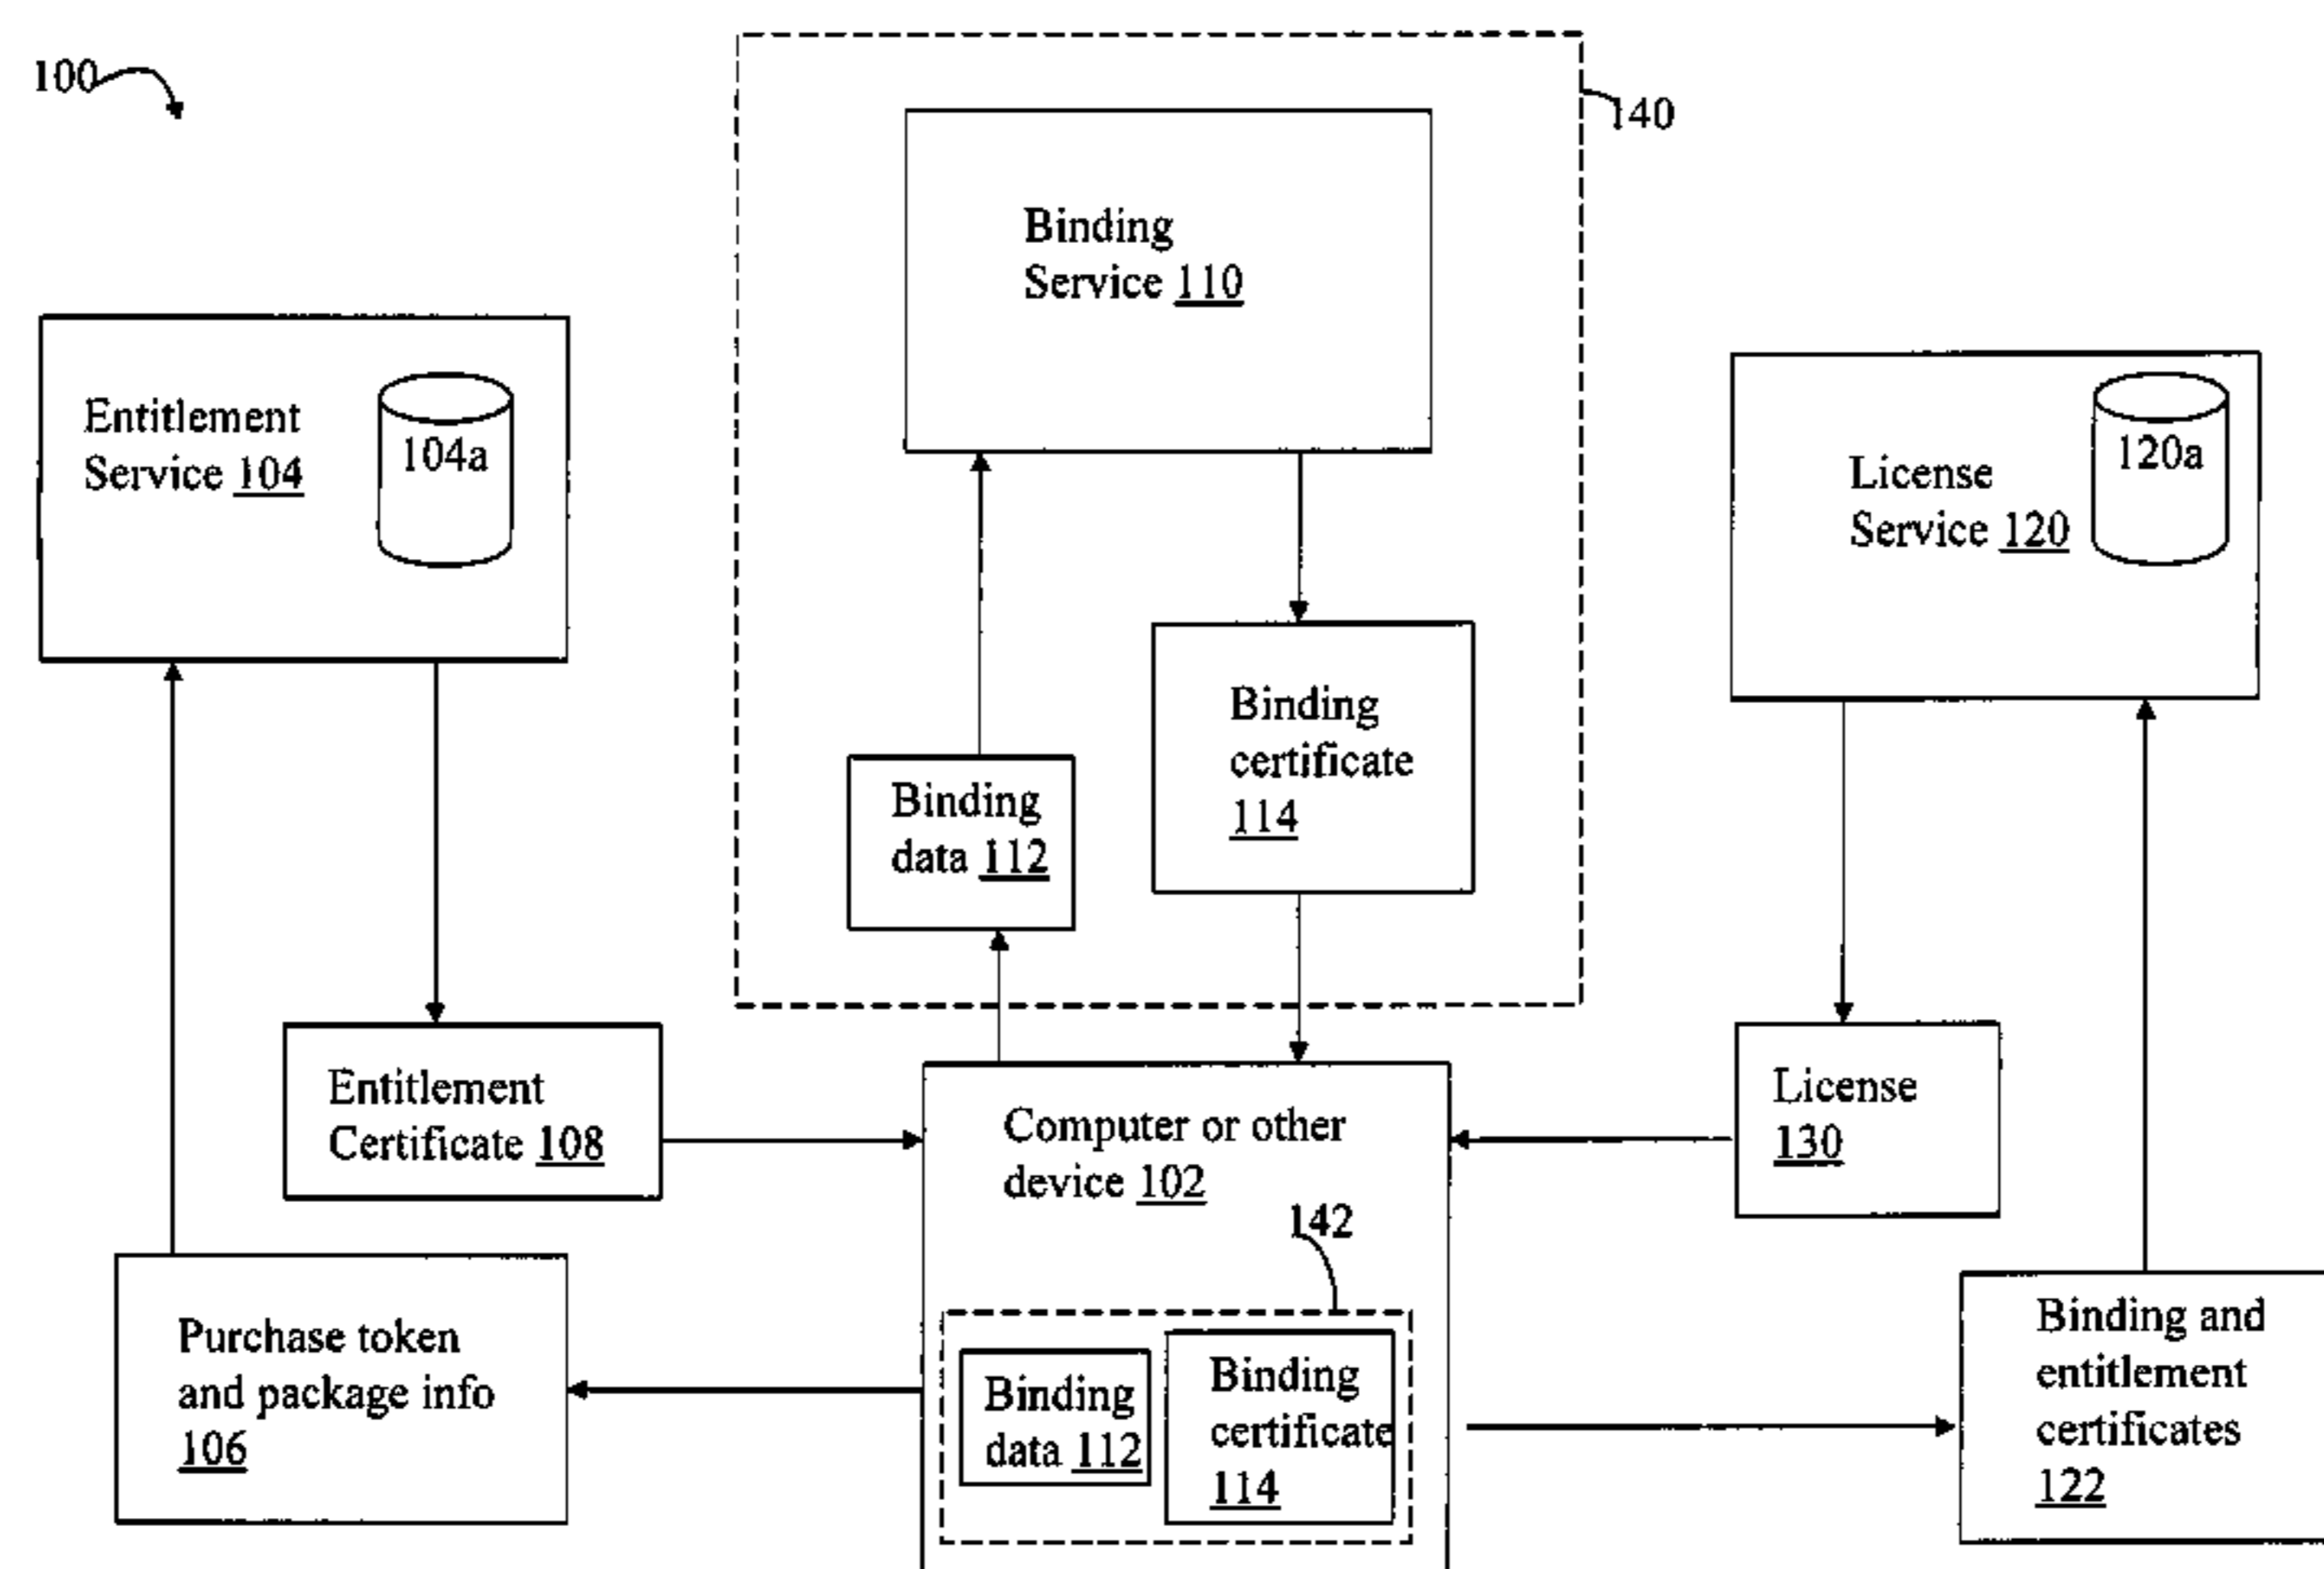 100
140
Binding
Service 110
Entitlement
Service 104
104a
License
Service 120
120a
Binding
data 112
Binding
certificate
114
Entitlement
Certificate 108
Computer or other
device 102
License
130
142
Purchase token
and package info
106
Binding
data 112
Binding
certificate
114
Binding and
entitlement
certificates
122